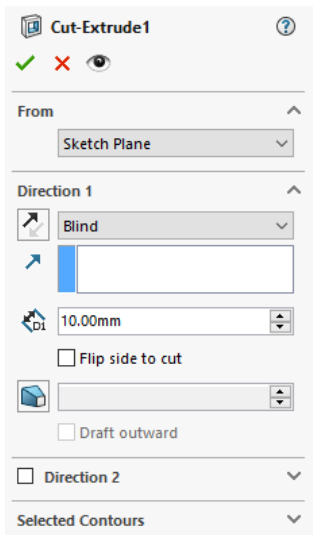 Cut-Extrude1
?
From
Sketch Plane
Direction 1
Blind
D1
10.00mm
Flip side to cut
Draft outward
Direction 2
Selected Contours